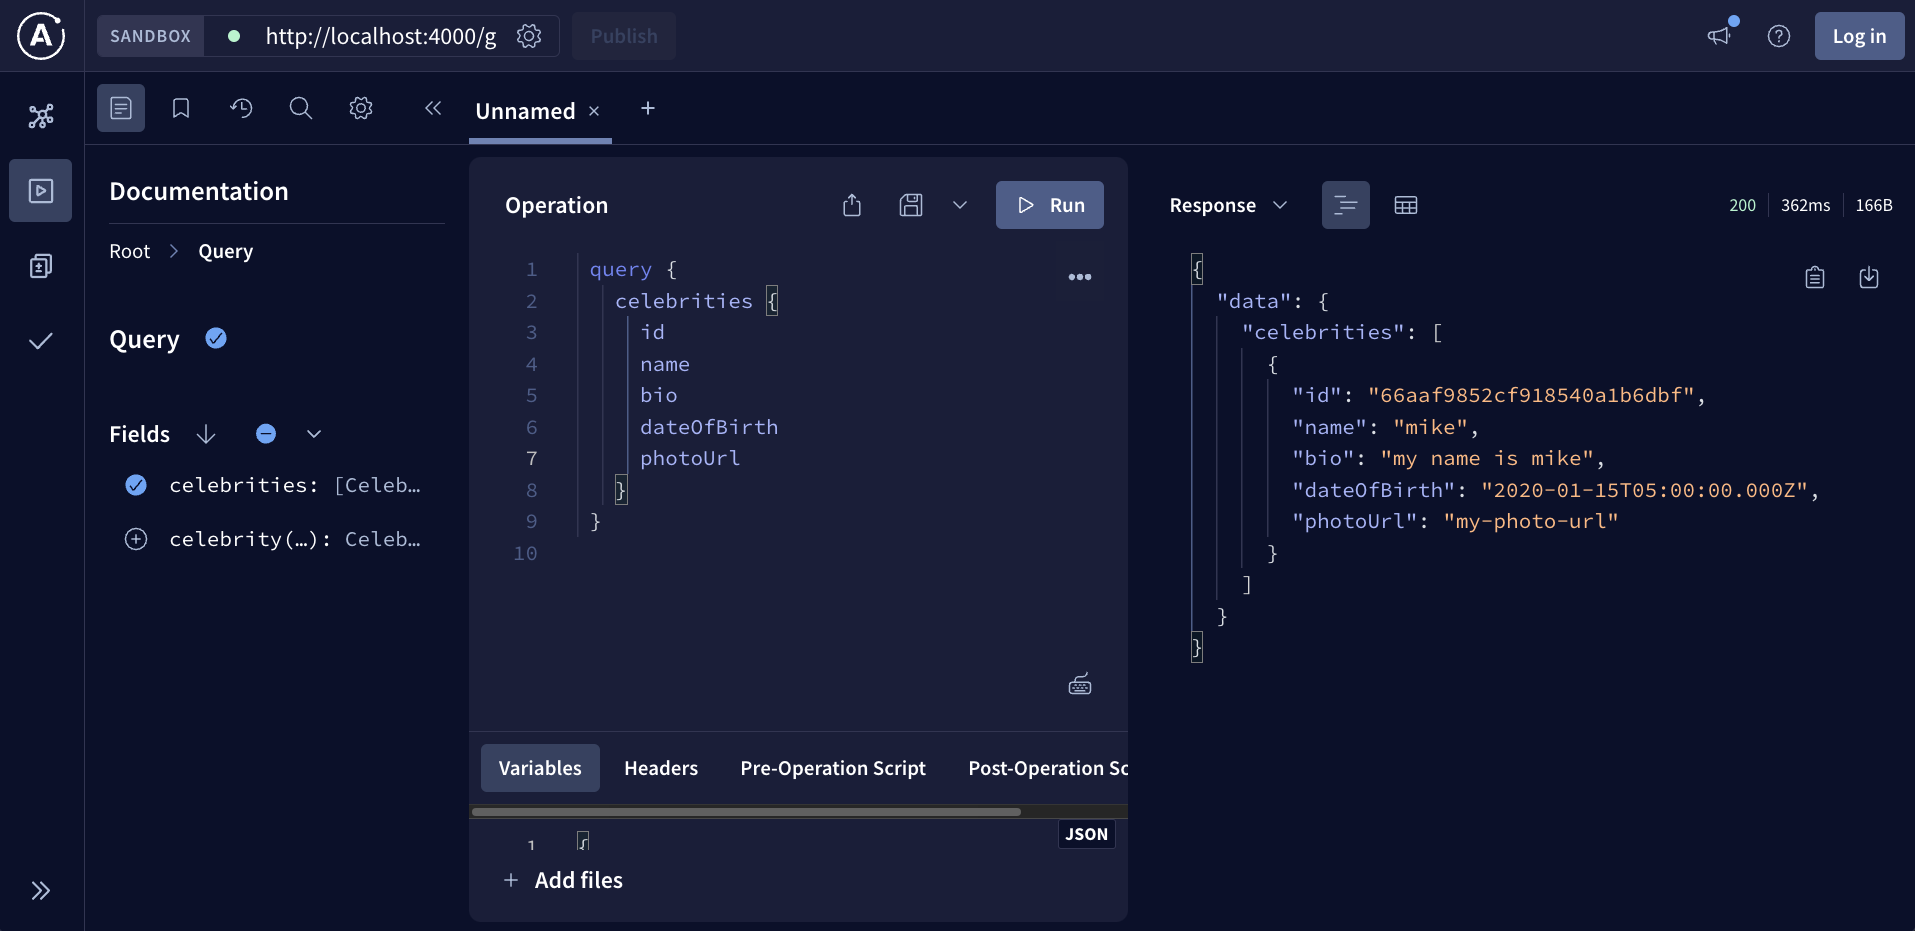 SANDBOX
http://localhost:4000/g
Publish
Log in
Unnamed
Documentation
Root > Query
Query
Fields
celebrities: [Celeb…
celebrity(…): Celeb…
Operation
Run
1 query {
2 celebrities {
3 id
4 name
5 bio
6 dateOfBirth
7 photoUrl
8 }
9 }
10
Variables
Headers
Pre-Operation Script
Post-Operation Sc
JSON
1 {
+ Add files
Response
200
362ms
166B
{
"data": {
"celebrities": [
{
"id": "66aaf9852cf918540a1b6dbf",
"name": "mike",
"bio": "my name is mike",
"dateOfBirth": "2020-01-15T05:00:00.000Z",
"photoUrl": "my-photo-url"
}
]
}
}